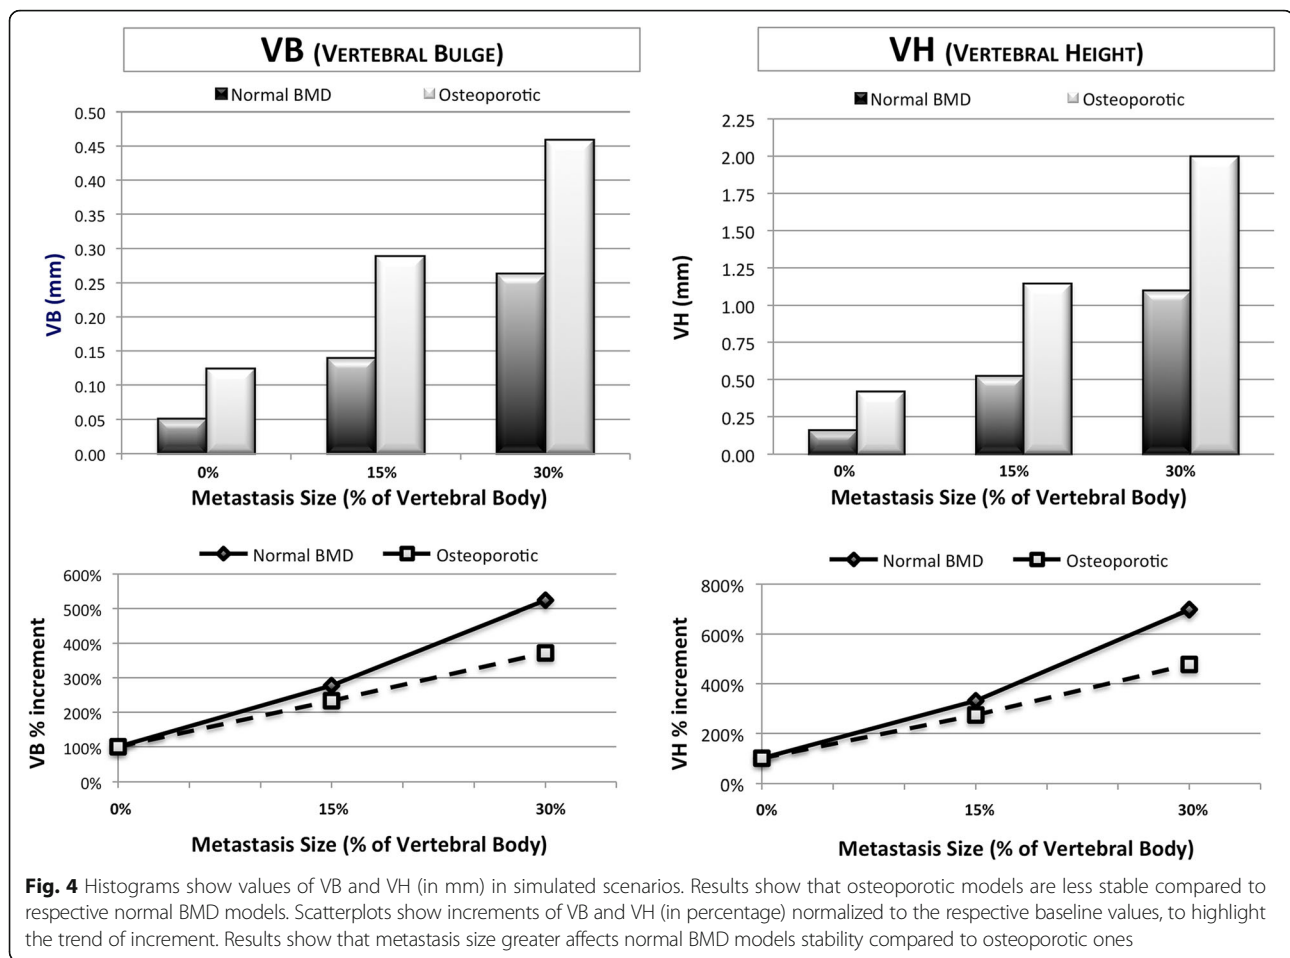 VB (VERTEBRAL BULGE)
Normal BMD Osteoporotic
0.50
0.45
0.40
0.35
0.30
0.25
0.20
0.15
0.10
0.05
0.00
VB (mm)
0% 15% 30%
Metastasis Size (% of Vertebral Body)
VH (VERTEBRAL HEIGHT)
Normal BMD Osteoporotic
2.25
2.00
1.75
1.50
1.25
1.00
0.75
0.50
0.25
0.00
VH (mm)
0% 15% 30%
Metastasis Size (% of Vertebral Body)
Normal BMD Osteoporotic
600%
500%
400%
300%
200%
100%
0%
VB % increment
0% 15% 30%
Metastasis Size (% of Vertebral Body)
Normal BMD Osteoporotic
800%
600%
400%
200%
0%
VH % increment
0% 15% 30%
Metastasis Size (% of Vertebral Body)
Fig. 4 Histograms show values of VB and VH (in mm) in simulated scenarios. Results show that osteoporotic models are less stable compared to
respective normal BMD models. Scatterplots show increments of VB and VH (in percentage) normalized to the respective baseline values, to highlight
the trend of increment. Results show that metastasis size greater affects normal BMD models stability compared to osteoporotic ones